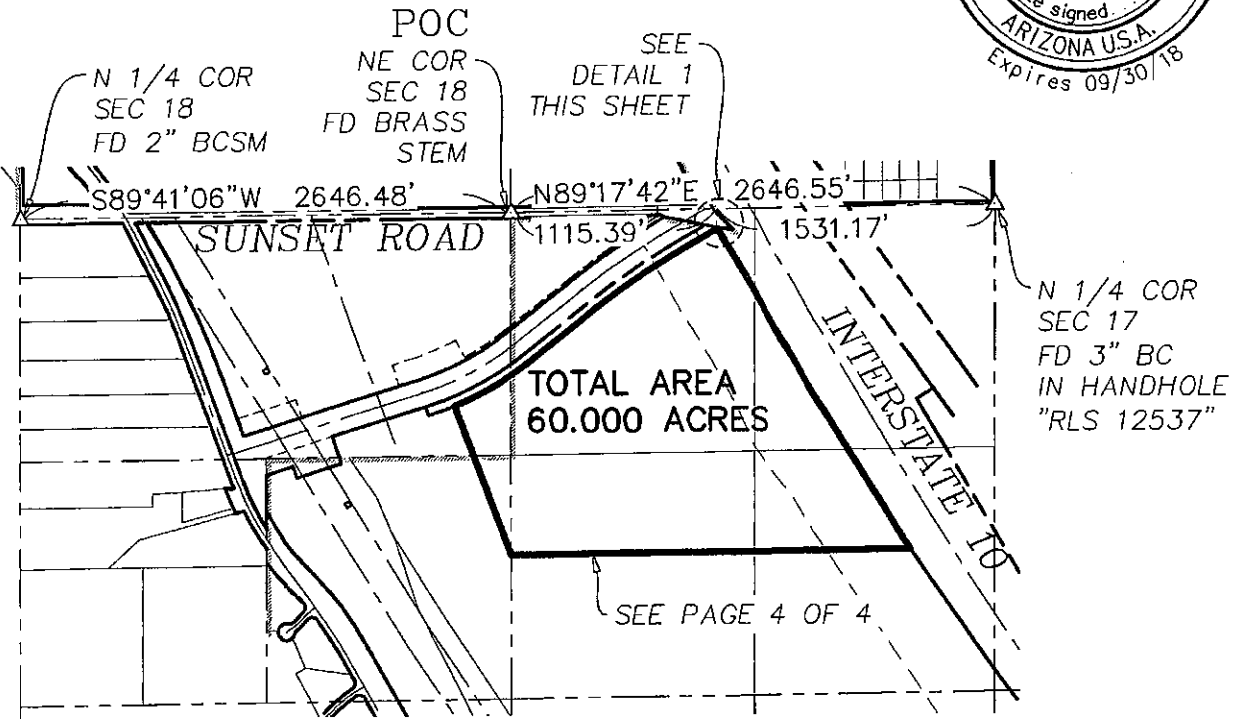 e signed
ARIZONA U.S.A.
Expires 09/30/18
POC
NE COR
SEC 18
FD BRASS
STEM
N 1/4 COR
SEC 18
FD 2" BCSM
SEE
DETAIL 1
THIS SHEET
S89°41'06"W 2646.48'
N89°17'42"E 2646.55'
1115.39'
1531.17'
SUNSET ROAD
N 1/4 COR
SEC 17
FD 3" BC
IN HANDHOLE
"RLS 12537"
TOTAL AREA
60.000 ACRES
INTERSTATE 10
SEE PAGE 4 OF 4